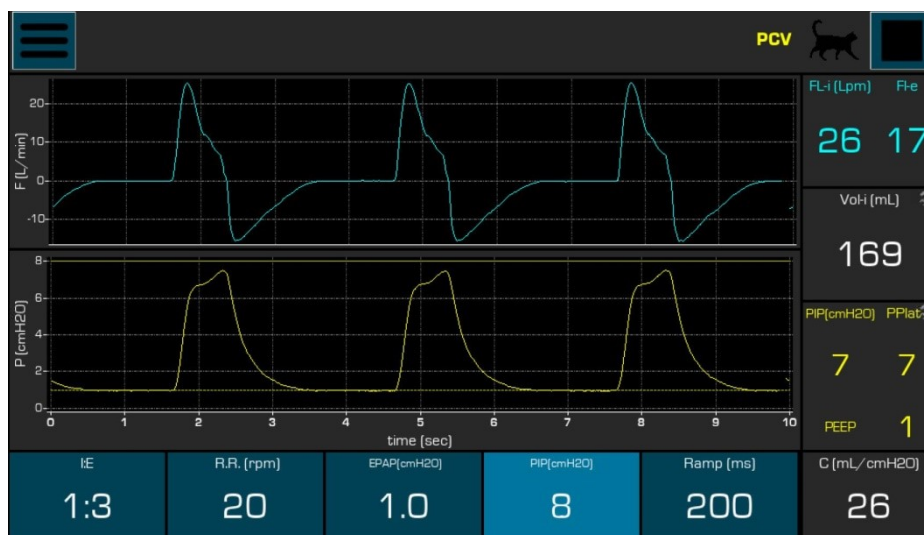 PCV
FL-i (Lpm) Fl-e
26 17
20
10
0
-10
F (L/min)
Vol-i (mL)
169
8
6
4
2
0
P (cmH2O)
PIP(cmH2O) PPlat
7 7
PEEP 1
0 1 2 3 4 5 6 7 8 9 10
time (sec)
I:E R.R. (rpm) EPAP(cmH2O) PIP(cmH2O) Ramp (ms) C (mL/cmH2O)
1:3 20 1.0 8 200 26